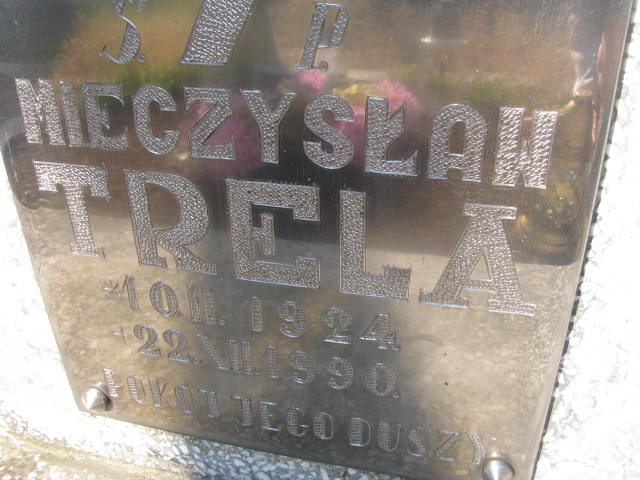 Ś. P.
MIECZYSŁAW
TRELA
*10.II.1924.
+22.XII.1990.
POKÓJ JEGO DUSZY